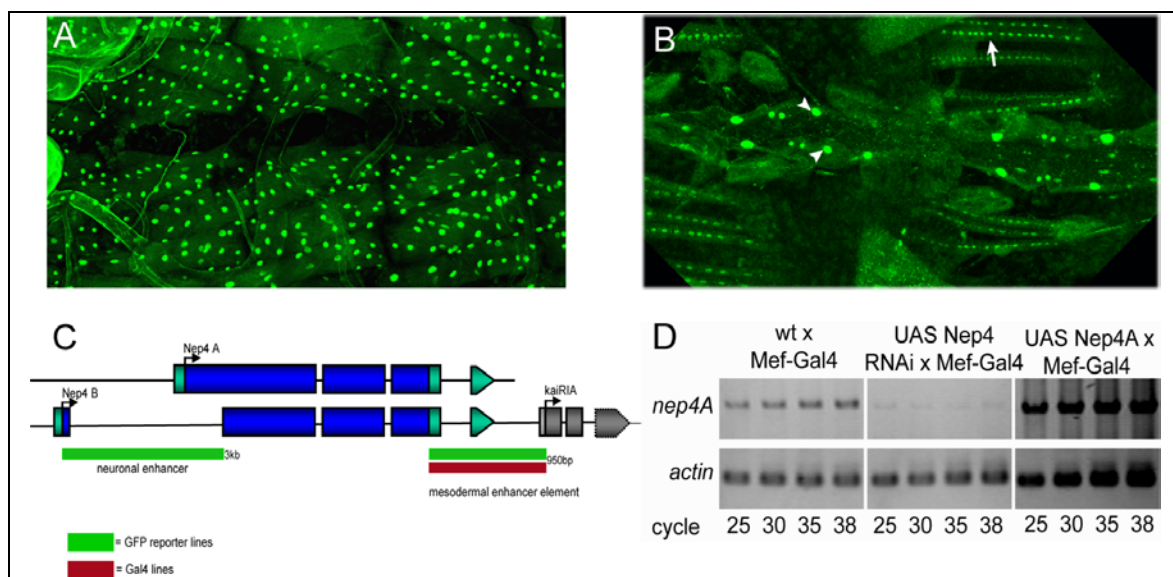 A
B
C
Nep4 A
Nep4 B
kaiRIA
3kb
950bp
neuronal enhancer
mesodermal enhancer element
= GFP reporter lines
= Gal4 lines
D
wt x
Mef-Gal4
UAS Nep4
RNAi x Mef-Gal4
UAS Nep4A x
Mef-Gal4
nep4A
actin
cycle 25 30 35 38 25 30 35 38 25 30 35 38